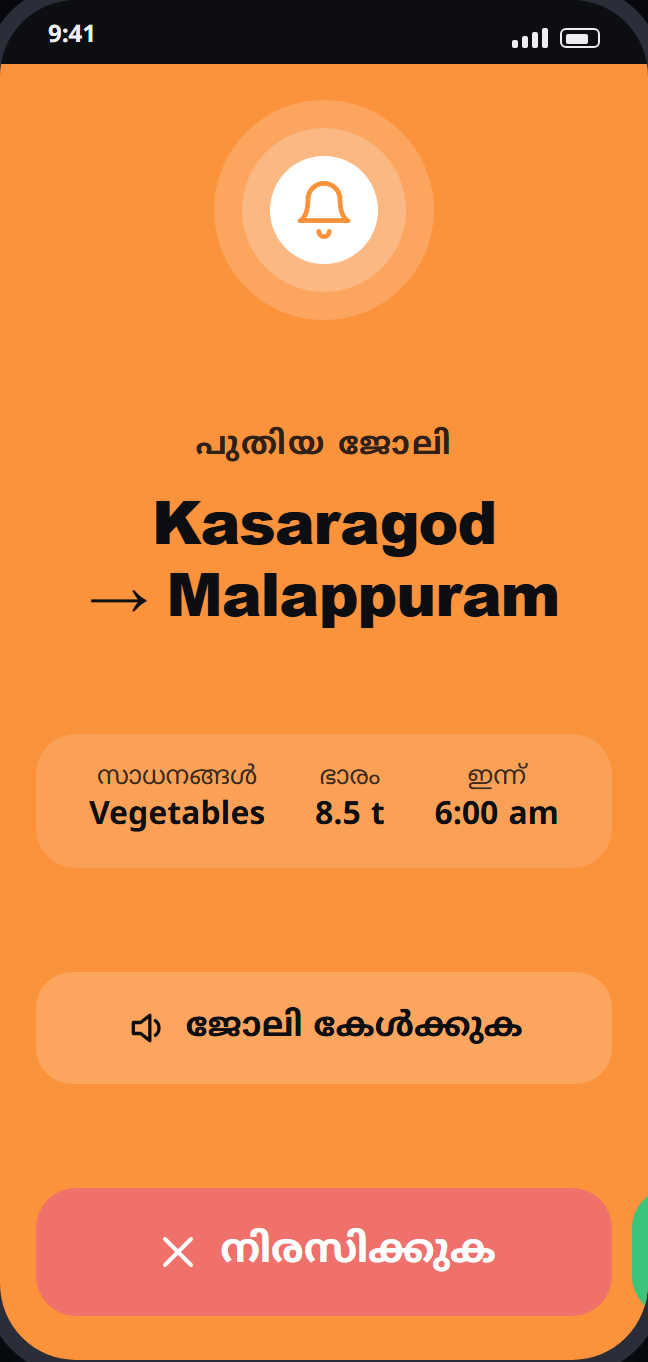 9:41
പുതിയ ജോലി
Kasaragod
→ Malappuram
സാധനങ്ങൾ ഭാരം ഇന്ന്
Vegetables 8.5 t 6:00 am
ജോലി കേൾക്കുക
നിരസിക്കുക